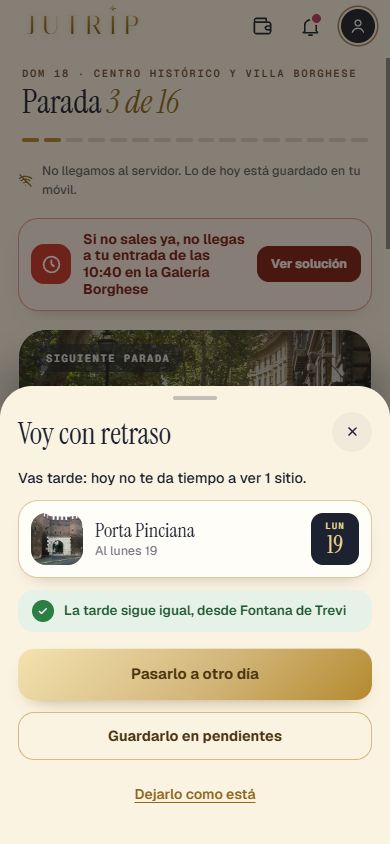 JUTRIP
DOM 18 · CENTRO HISTÓRICO Y VILLA BORGHESE
Parada 3 de 16
No llegamos al servidor. Lo de hoy está guardado en tu
móvil.
Si no sales ya, no llegas
a tu entrada de las
10:40 en la Galería
Borghese
Ver solución
SIGUIENTE PARADA
Voy con retraso
Vas tarde: hoy no te da tiempo a ver 1 sitio.
Porta Pinciana
Al lunes 19
LUN
19
La tarde sigue igual, desde Fontana de Trevi
Pasarlo a otro día
Guardarlo en pendientes
Dejarlo como está